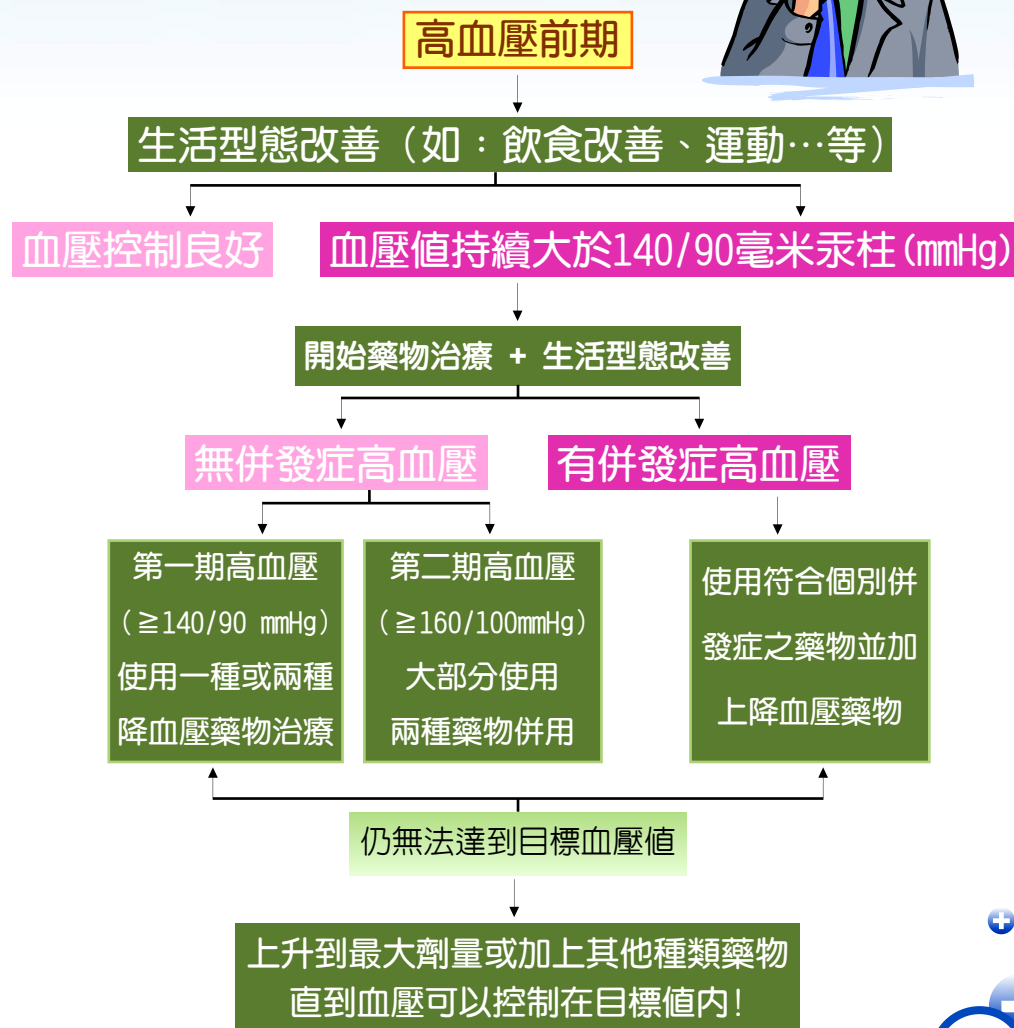 高血壓前期
生活型態改善（如：飲食改善、運動…等）
血壓控制良好
血壓值持續大於140/90毫米汞柱(mmHg)
開始藥物治療 + 生活型態改善
無併發症高血壓
有併發症高血壓
第一期高血壓
（≧140/90 mmHg）
使用一種或兩種
降血壓藥物治療
第二期高血壓
（≧160/100mmHg）
大部分使用
兩種藥物併用
使用符合個別併
發症之藥物並加
上降血壓藥物
仍無法達到目標血壓值
上升到最大劑量或加上其他種類藥物
直到血壓可以控制在目標值内!